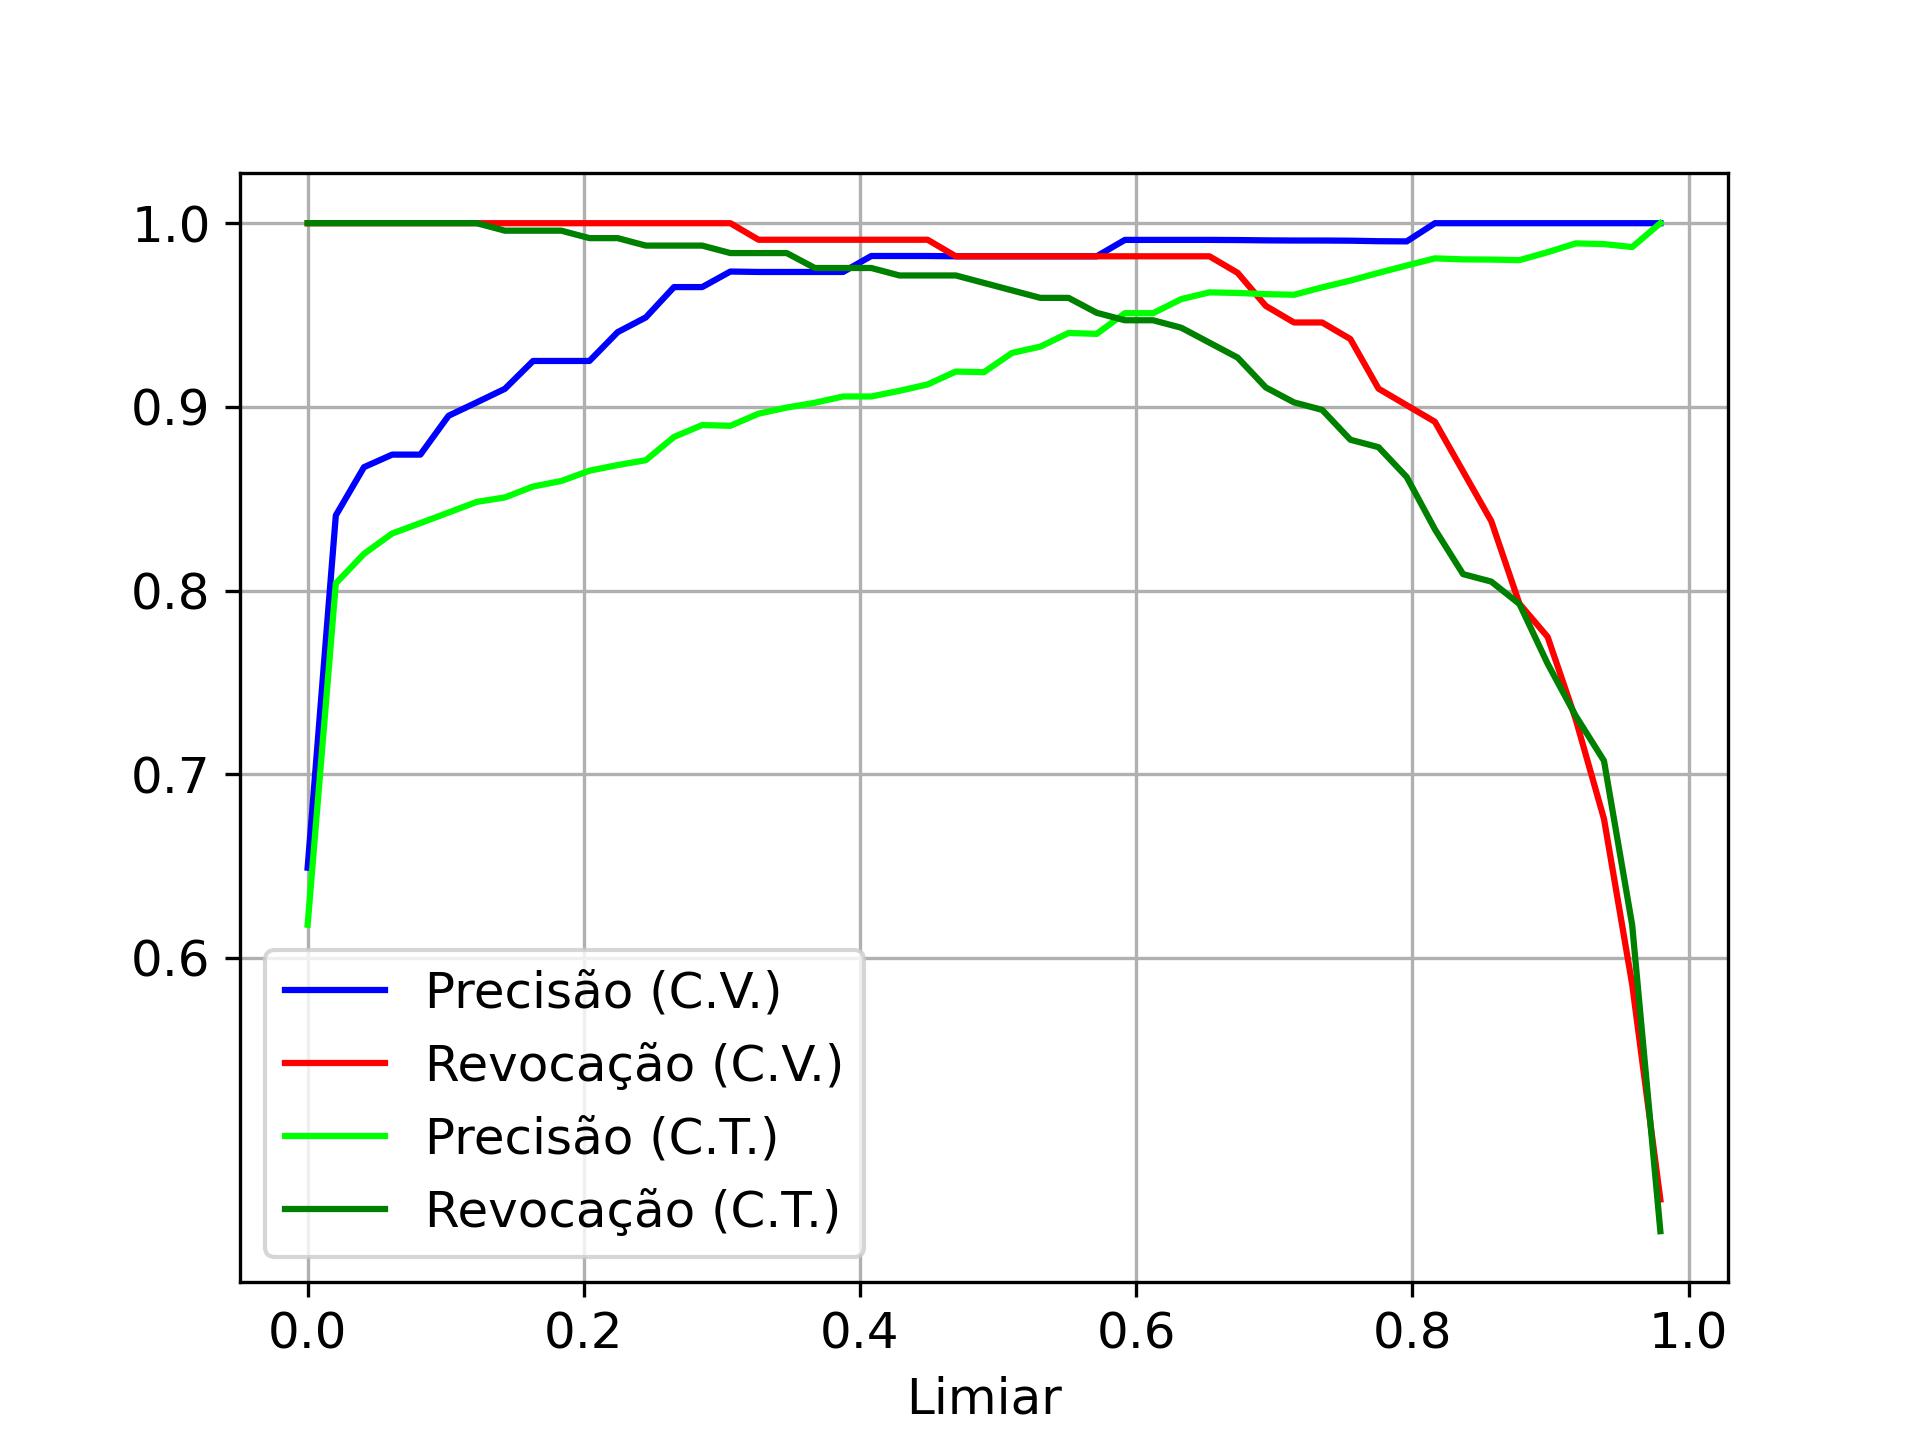 1.0
0.9
0.8
0.7
0.6
Precisão (C.V.)
Revocação (C.V.)
Precisão (C.T.)
Revocação (C.T.)
0.0 0.2 0.4 0.6 0.8 1.0
Limiar